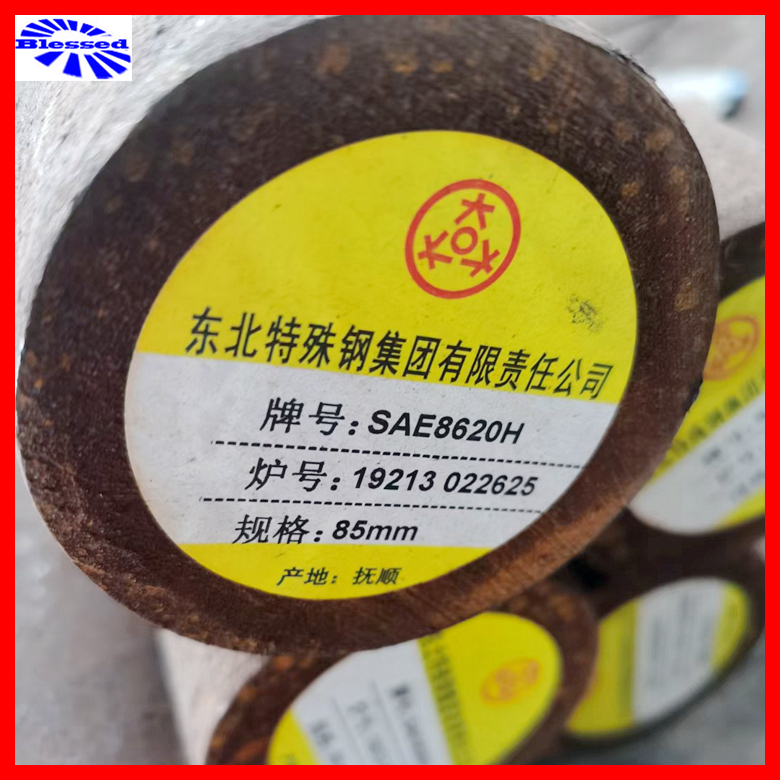 Blessed
东北特殊钢集团有限责任公司
牌号：SAE8620H
炉号：19213 022625
规格：85mm
产地：抚顺